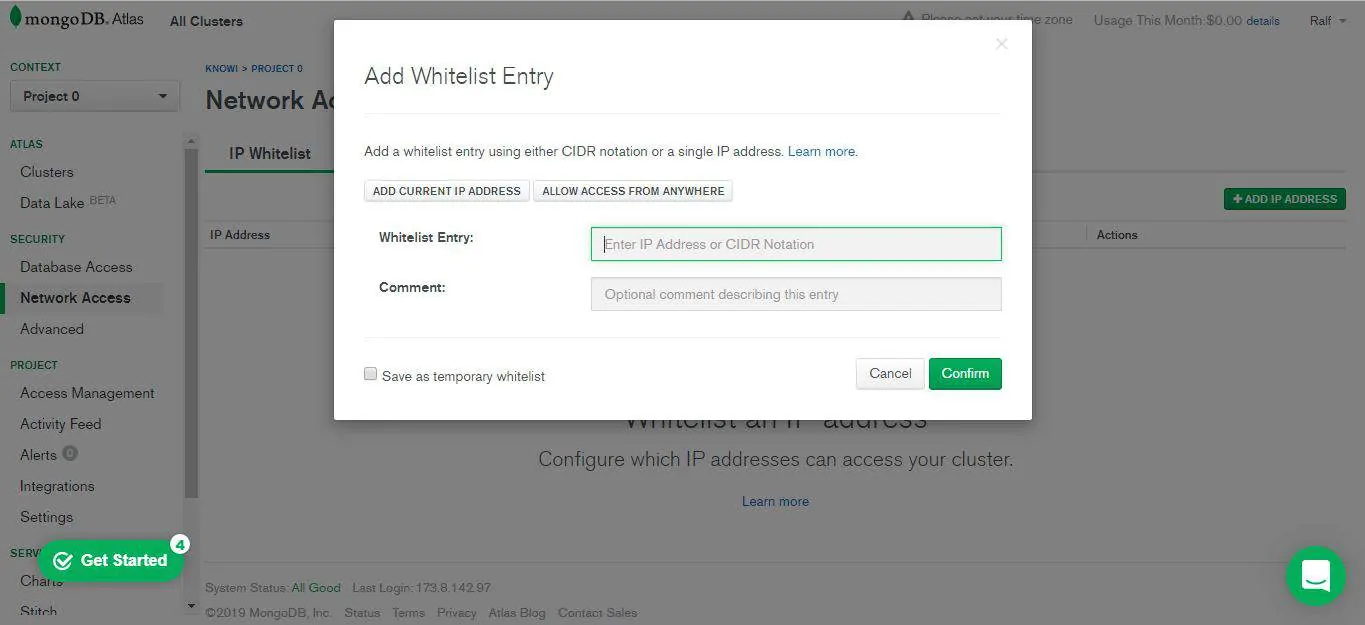 mongoDB. Atlas All Clusters Please set your time zone Usage This Month:$0.00 details Ralf
CONTEXT
Project 0
ATLAS
Clusters
Data Lake BETA
SECURITY
Database Access
Network Access
Advanced
PROJECT
Access Management
Activity Feed
Alerts 0
Integrations
Settings
Get Started 4
Charts
Stitch
KNOWI > PROJECT 0
Network
IP Whitelist
+ ADD IP ADDRESS
IP Address Actions
Add Whitelist Entry
Add a whitelist entry using either CIDR notation or a single IP address. Learn more.
ADD CURRENT IP ADDRESS ALLOW ACCESS FROM ANYWHERE
Whitelist Entry: Enter IP Address or CIDR Notation
Comment: Optional comment describing this entry
Save as temporary whitelist Cancel Confirm
Whitelist an IP address
Configure which IP addresses can access your cluster.
Learn more
System Status: All Good Last Login: 173.8.142.97
©2019 MongoDB, Inc. Status Terms Privacy Atlas Blog Contact Sales